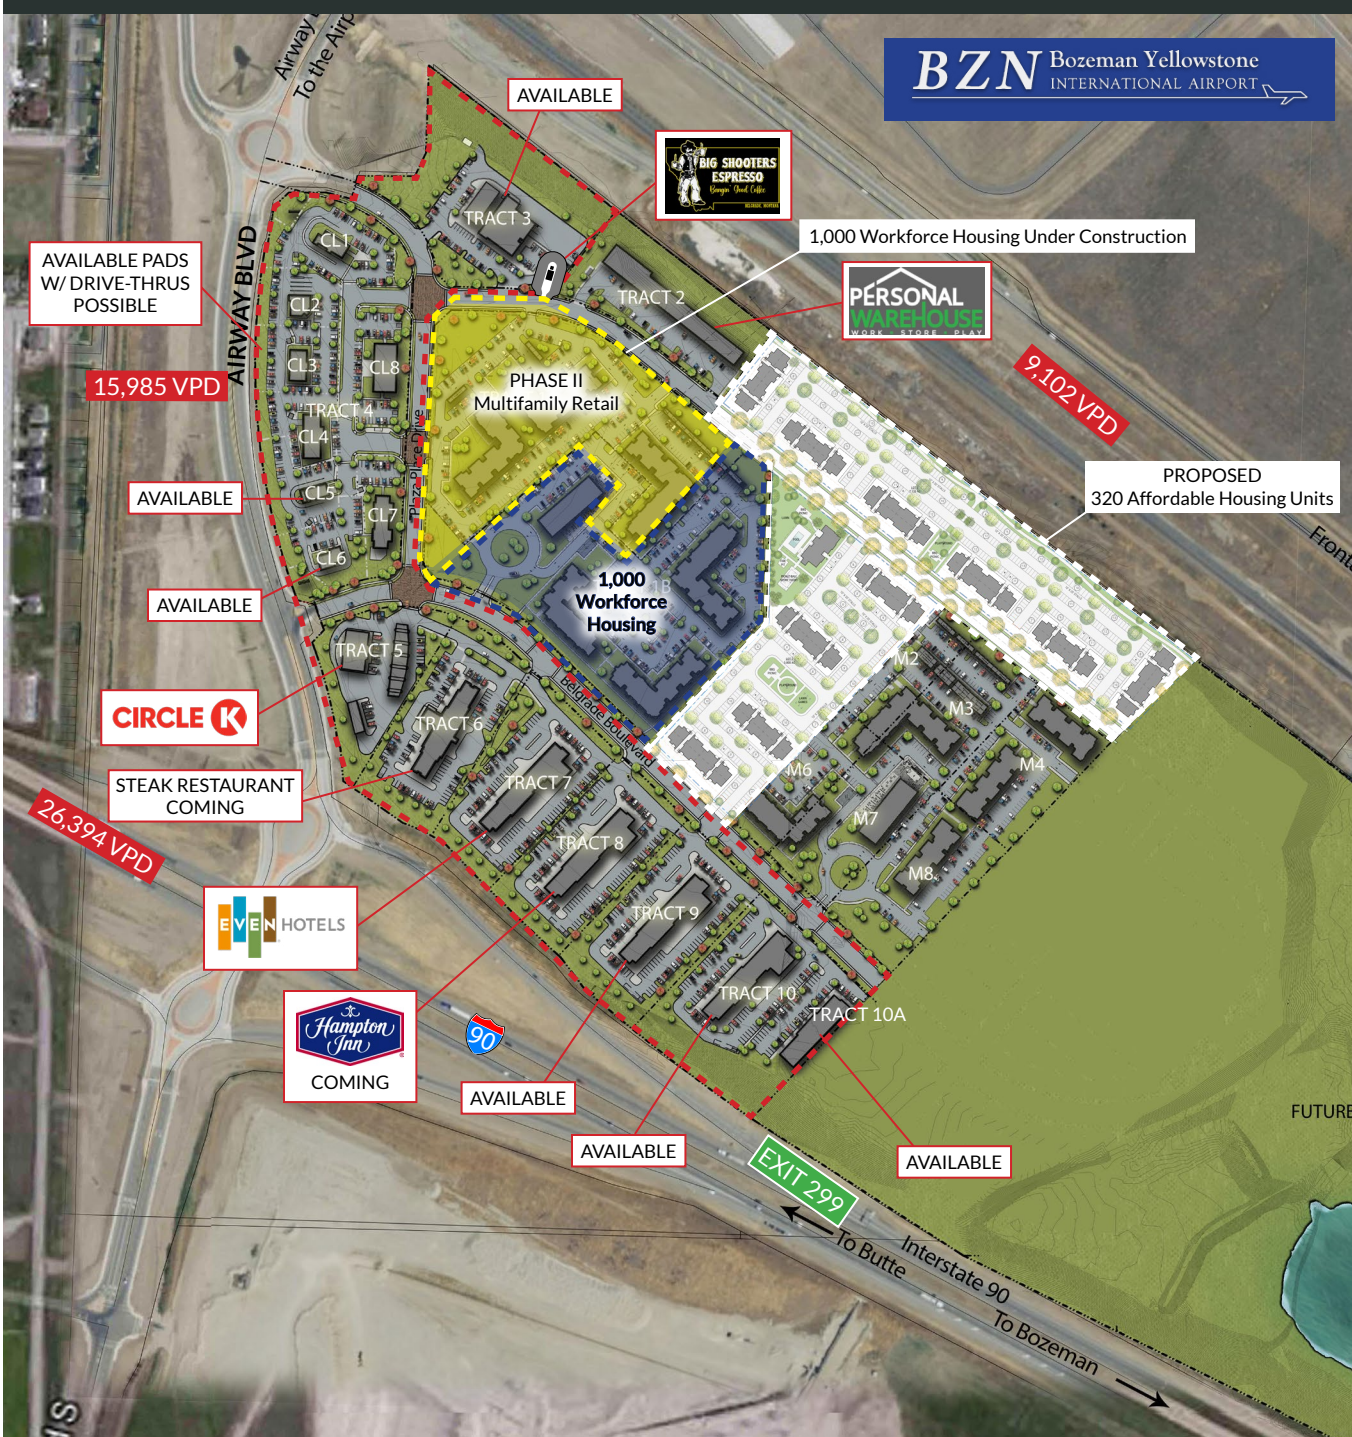 BZN Bozeman Yellowstone
INTERNATIONAL AIRPORT
To the Airp
AVAILABLE
BIG SHOOTERS
ESPRESSO
Bangin' Good Coffee
BELGRADE, MONTANA
TRACT 3
1,000 Workforce Housing Under Construction
CL1
AVAILABLE PADS
W/ DRIVE-THRUS
POSSIBLE
AIRWAY BLVD
PERSONAL
WAREHOUSE
WORK · STORE · PLAY
TRACT 2
CL2
CL3
CL8
15,985 VPD
9,102 VPD
PHASE II
Multifamily Retail
TRACT 4
CL4
Plaza Place Drive
PROPOSED
320 Affordable Housing Units
AVAILABLE
CL5
CL7
CL6
AVAILABLE
1,000
Workforce
Housing
TRACT 5
M2
CIRCLE K
TRACT 6
Belgrade Boulevard
M3
M4
M6
STEAK RESTAURANT
COMING
TRACT 7
M7
26,394 VPD
TRACT 8
M8
EVEN HOTELS
TRACT 9
TRACT 10
TRACT 10A
Hampton
Inn
COMING
90
AVAILABLE
AVAILABLE
AVAILABLE
FUTURE
EXIT 299
To Butte
Interstate 90
To Bozeman